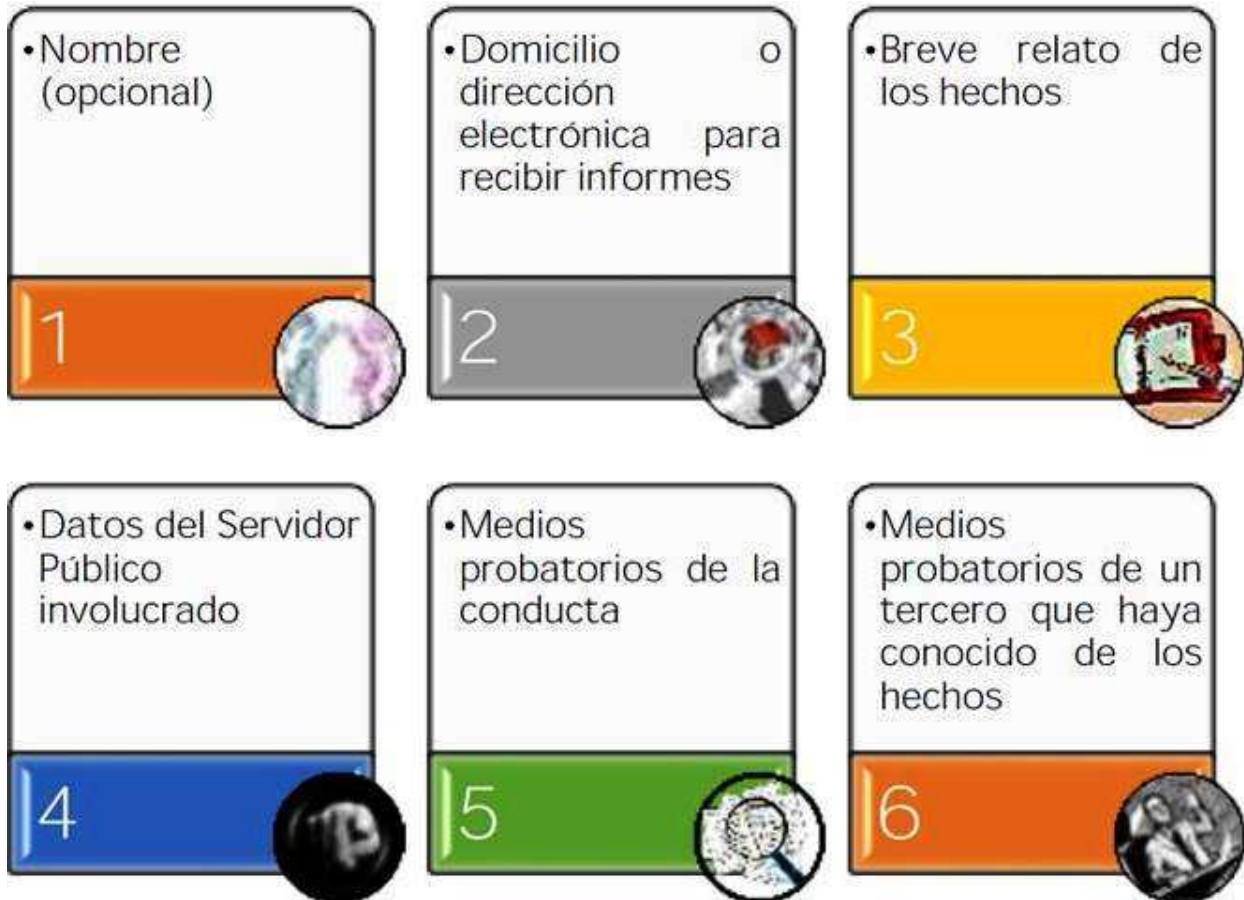 •Nombre
(opcional)
1
•Domicilio o
dirección
electrónica para
recibir informes
2
•Breve relato de
los hechos
3
•Datos del Servidor
Público
involucrado
4
•Medios
probatorios de la
conducta
5
•Medios
probatorios de un
tercero que haya
conocido de los
hechos
6